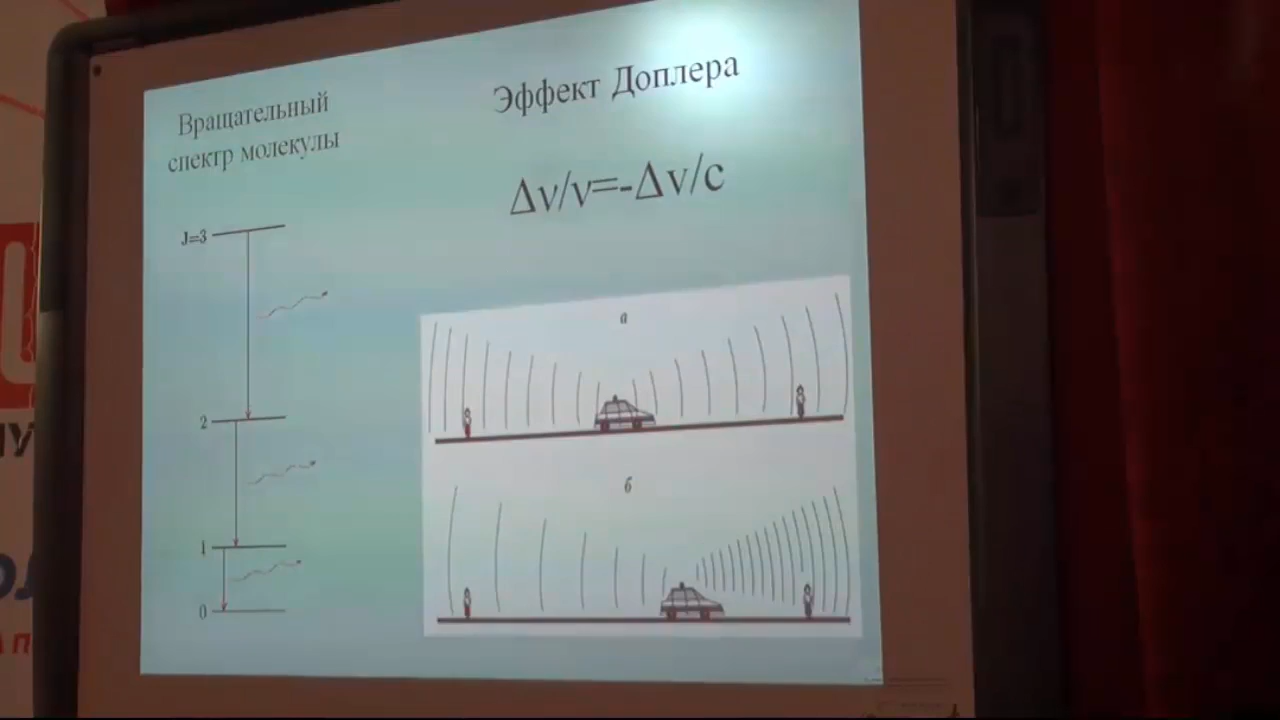 Вращательный
спектр молекулы
J=3
2
1
0
Эффект Доплера
Δν/ν=-Δv/c
а
б